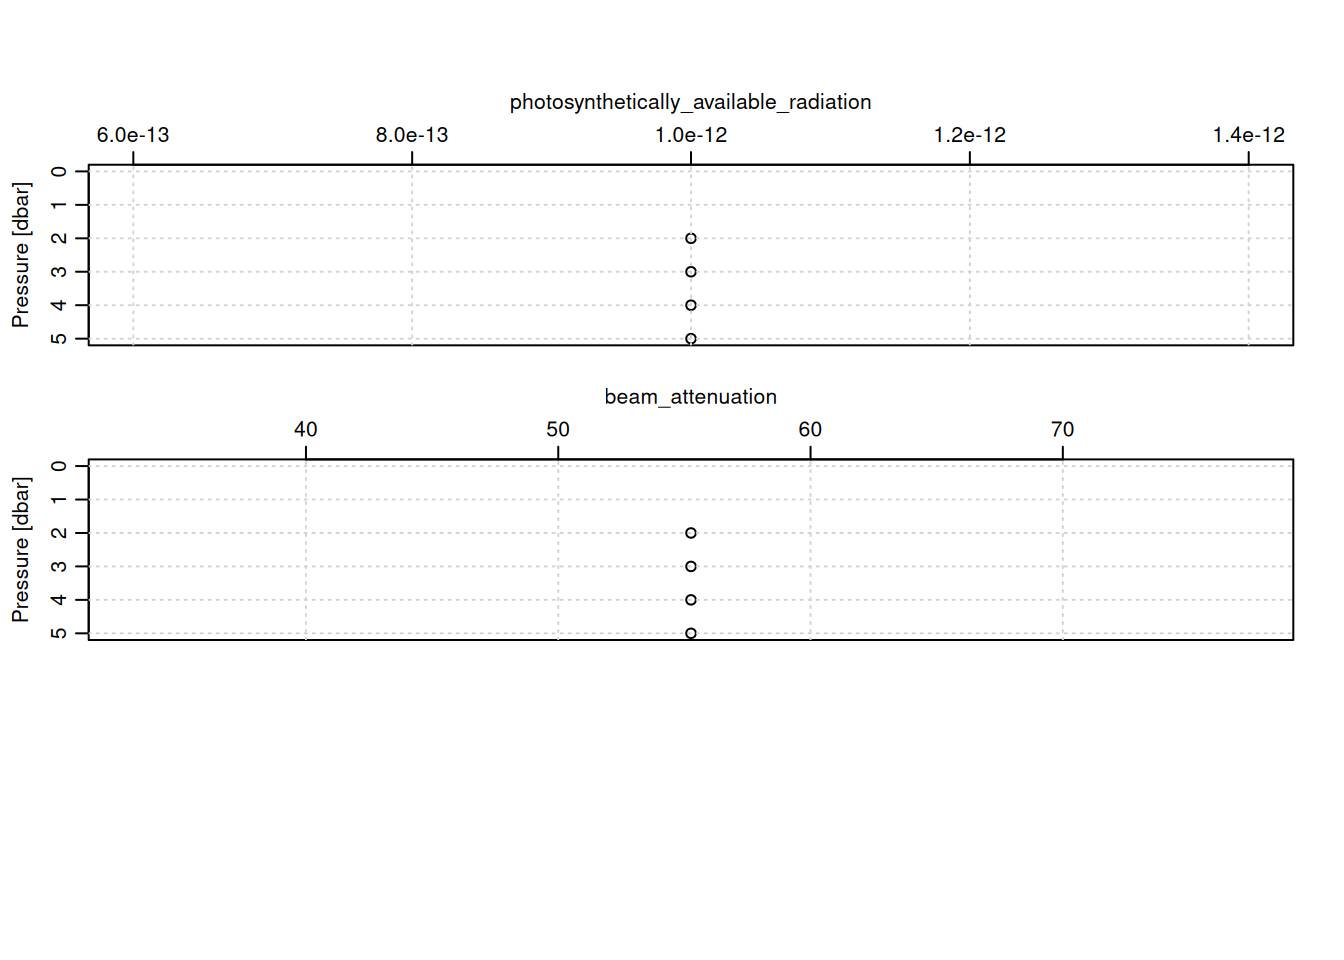 photosynthetically_available_radiation
6.0e-13 8.0e-13 1.0e-12 1.2e-12 1.4e-12
Pressure [dbar]
0
1
2
3
4
5
beam_attenuation
40 50 60 70
Pressure [dbar]
0
1
2
3
4
5